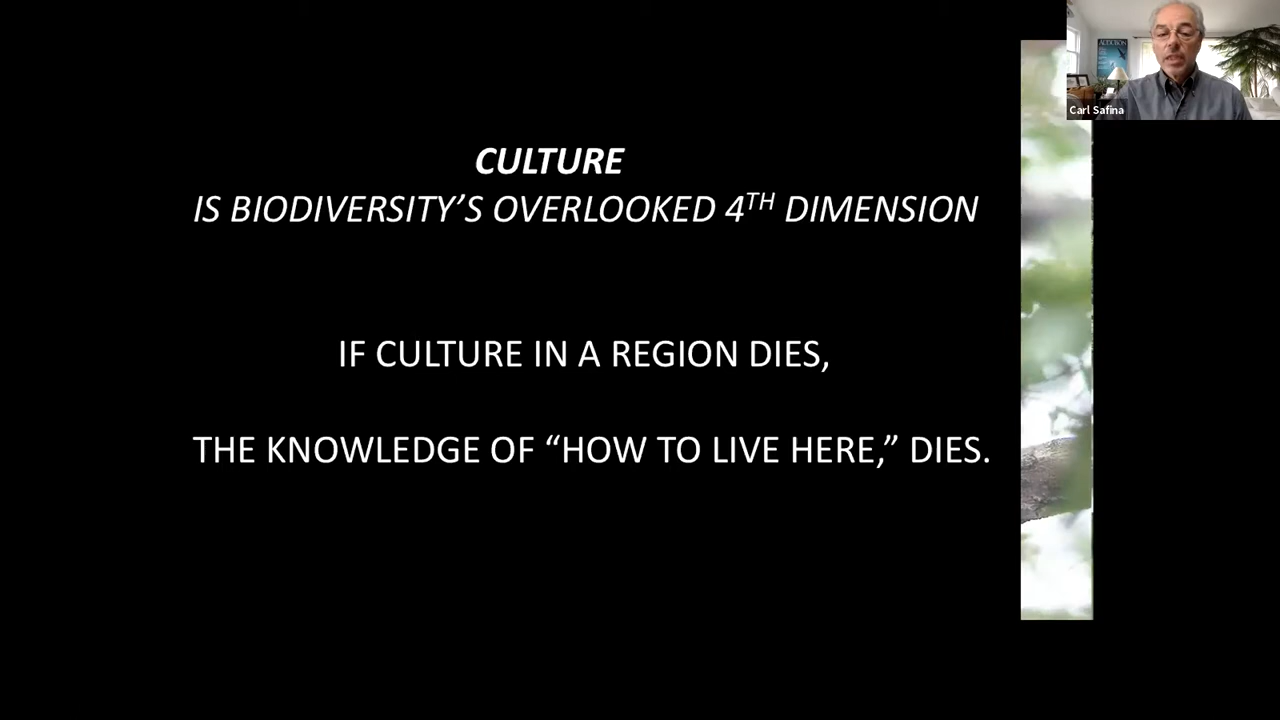 CULTURE
IS BIODIVERSITY’S OVERLOOKED 4TH DIMENSION
IF CULTURE IN A REGION DIES,
THE KNOWLEDGE OF “HOW TO LIVE HERE,” DIES.
AUDUBON
Carl Safina